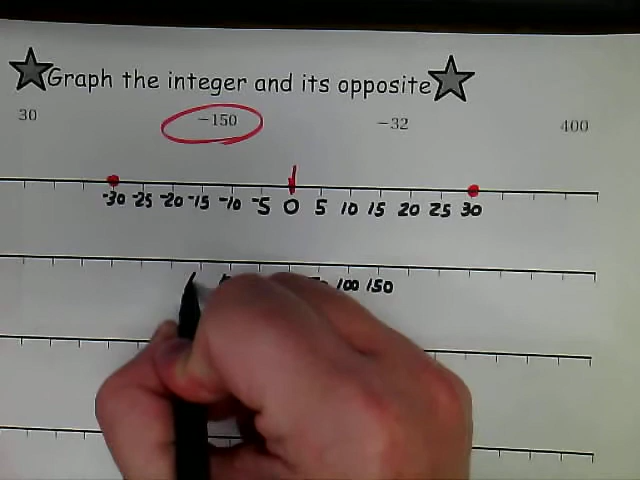 Graph the integer and its opposite
30 -150 -32 400
-30 -25 -20 -15 -10 -5 0 5 10 15 20 25 30
100 150